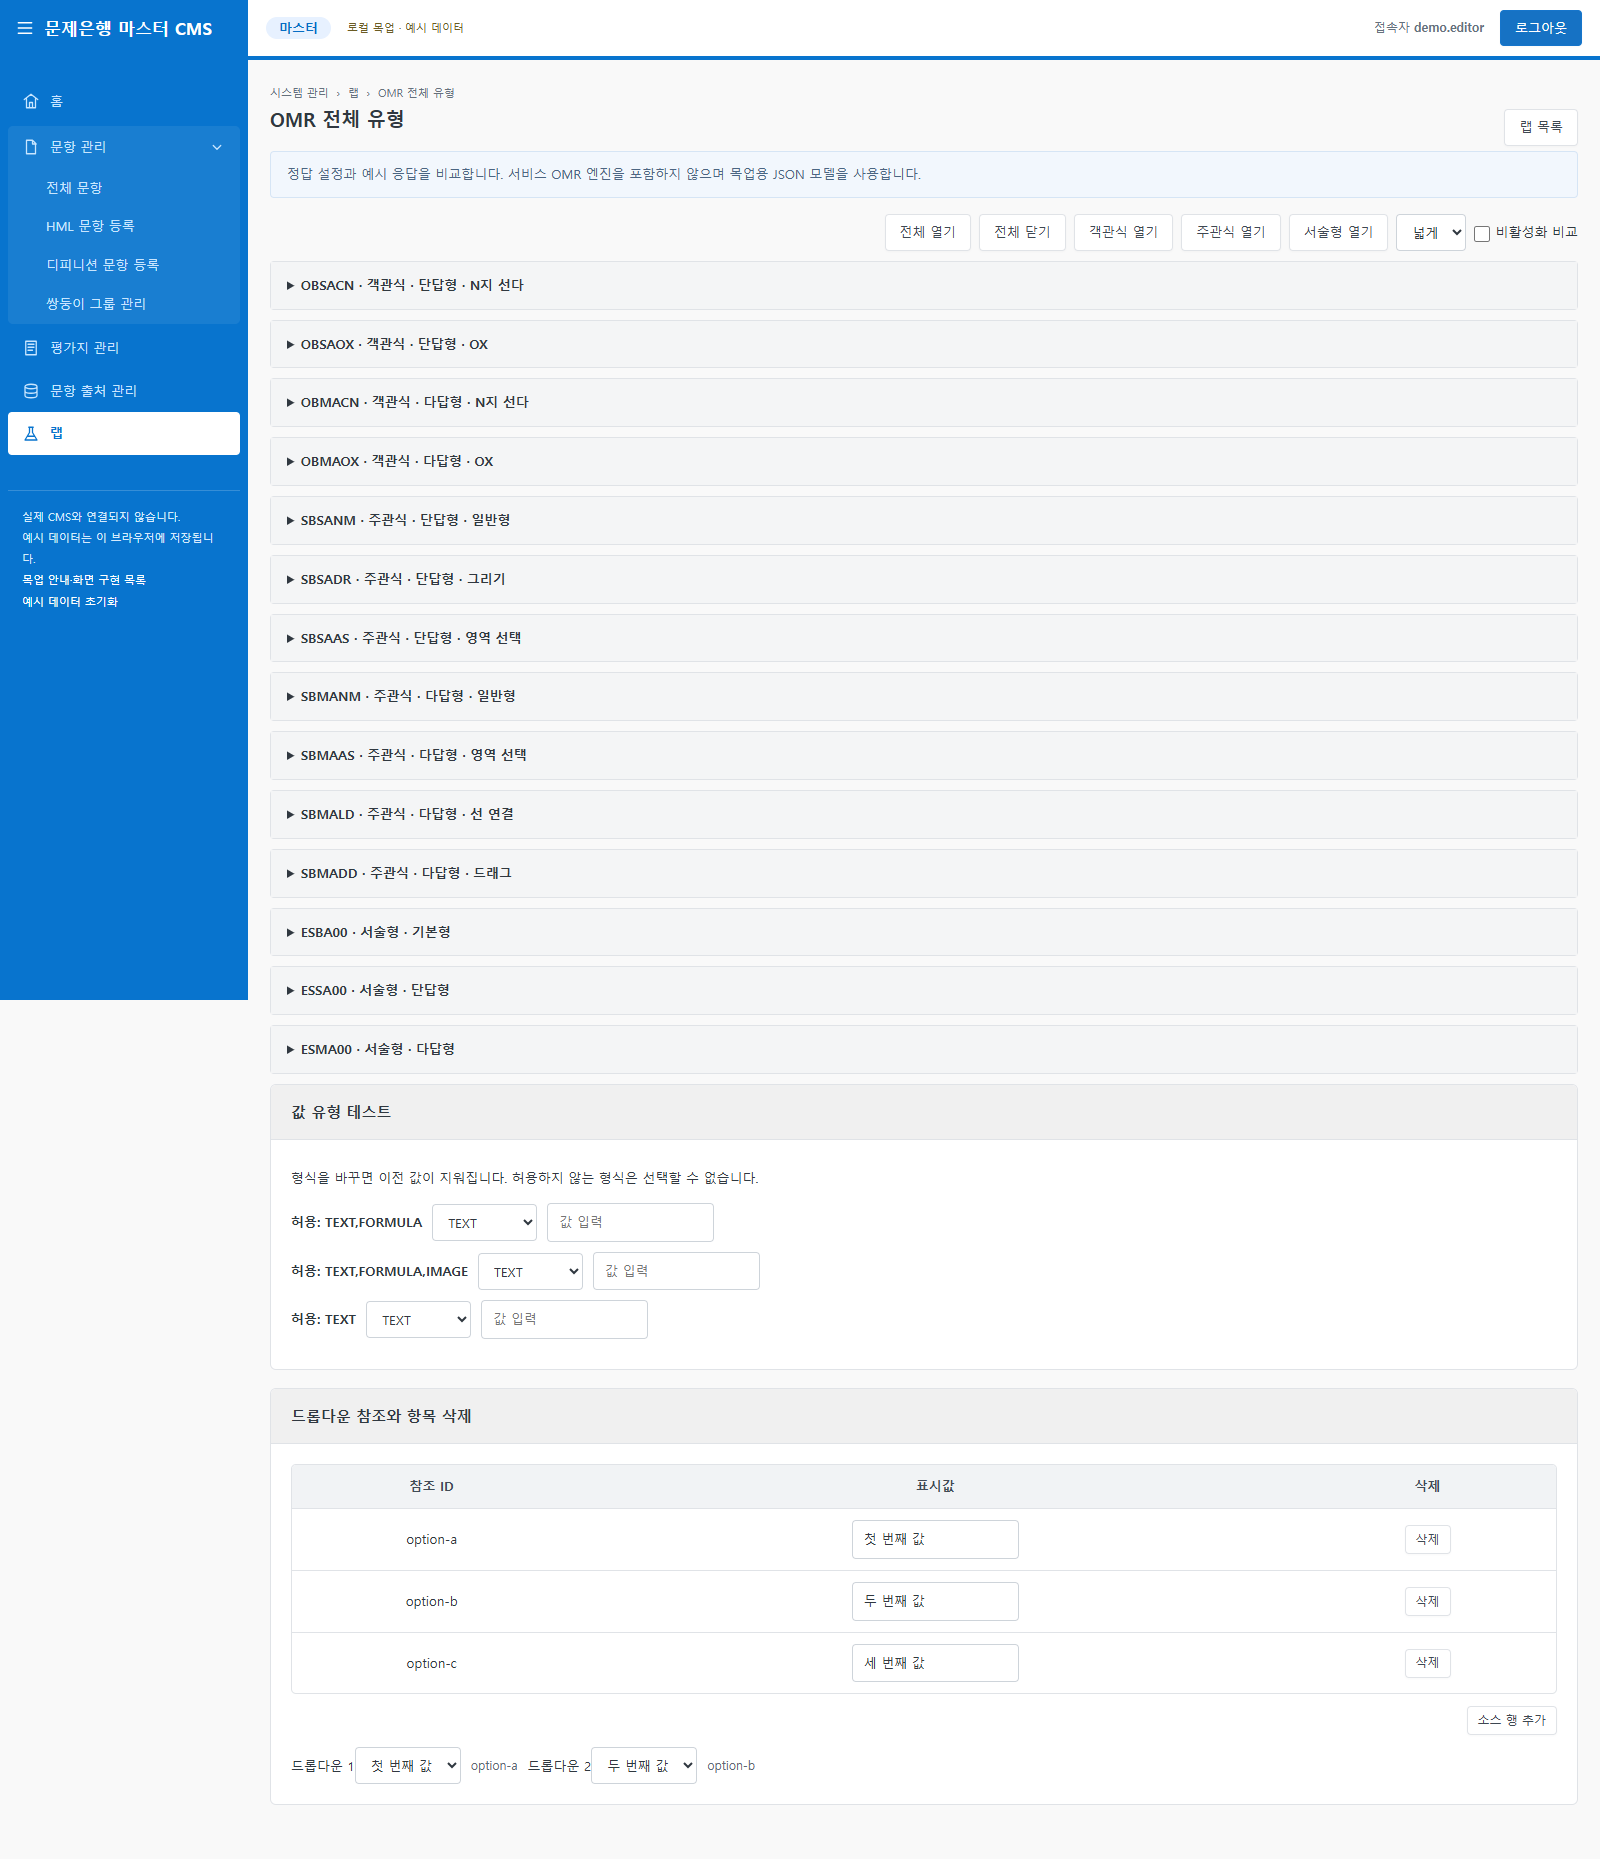 문제은행 마스터 CMS
홈
문항 관리
전체 문항
HML 문항 등록
디피니션 문항 등록
쌍둥이 그룹 관리
평가지 관리
문항 출처 관리
랩
실제 CMS와 연결되지 않습니다.
예시 데이터는 이 브라우저에 저장됩니
다.
목업 안내·화면 구현 목록
예시 데이터 초기화
마스터 로컬 목업 · 예시 데이터 접속자 demo.editor 로그아웃
시스템 관리 › 랩 › OMR 전체 유형
OMR 전체 유형
랩 목록
정답 설정과 예시 응답을 비교합니다. 서비스 OMR 엔진을 포함하지 않으며 목업용 JSON 모델을 사용합니다.
전체 열기 전체 닫기 객관식 열기 주관식 열기 서술형 열기 넓게 비활성화 비교
▶ OBSACN · 객관식 · 단답형 · N지 선다
▶ OBSAOX · 객관식 · 단답형 · OX
▶ OBMACN · 객관식 · 다답형 · N지 선다
▶ OBMAOX · 객관식 · 다답형 · OX
▶ SBSANM · 주관식 · 단답형 · 일반형
▶ SBSADR · 주관식 · 단답형 · 그리기
▶ SBSAAS · 주관식 · 단답형 · 영역 선택
▶ SBMANM · 주관식 · 다답형 · 일반형
▶ SBMAAS · 주관식 · 다답형 · 영역 선택
▶ SBMALD · 주관식 · 다답형 · 선 연결
▶ SBMADD · 주관식 · 다답형 · 드래그
▶ ESBA00 · 서술형 · 기본형
▶ ESSA00 · 서술형 · 단답형
▶ ESMA00 · 서술형 · 다답형
값 유형 테스트
형식을 바꾸면 이전 값이 지워집니다. 허용하지 않는 형식은 선택할 수 없습니다.
허용: TEXT,FORMULA TEXT 값 입력
허용: TEXT,FORMULA,IMAGE TEXT 값 입력
허용: TEXT TEXT 값 입력
드롭다운 참조와 항목 삭제
참조 ID 표시값 삭제
option-a 첫 번째 값 삭제
option-b 두 번째 값 삭제
option-c 세 번째 값 삭제
소스 행 추가
드롭다운 1 첫 번째 값 option-a 드롭다운 2 두 번째 값 option-b